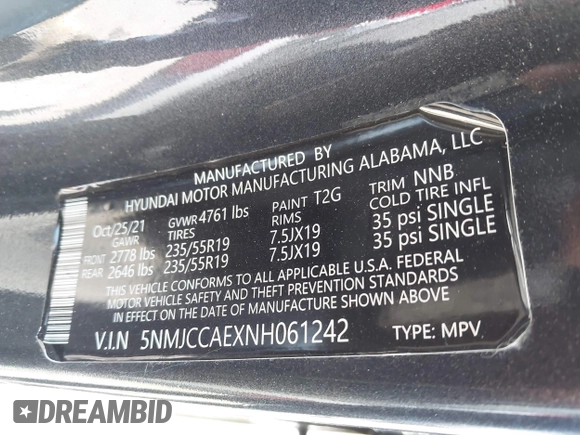 MANUFACTURED BY
HYUNDAI MOTOR MANUFACTURING ALABAMA, LLC
Oct/25/21 GVWR 4761 lbs PAINT T2G TRIM NNB
GAWR TIRES RIMS COLD TIRE INFL
FRONT 2778 lbs 235/55R19 7.5JX19 35 psi SINGLE
REAR 2646 lbs 235/55R19 7.5JX19 35 psi SINGLE
THIS VEHICLE CONFORMS TO ALL APPLICABLE U.S.A. FEDERAL
MOTOR VEHICLE SAFETY AND THEFT PREVENTION STANDARDS
IN EFFECT ON THE DATE OF MANUFACTURE SHOWN ABOVE.
V.I.N 5NMJCCAEXNH061242 TYPE: MPV
DREAMBID